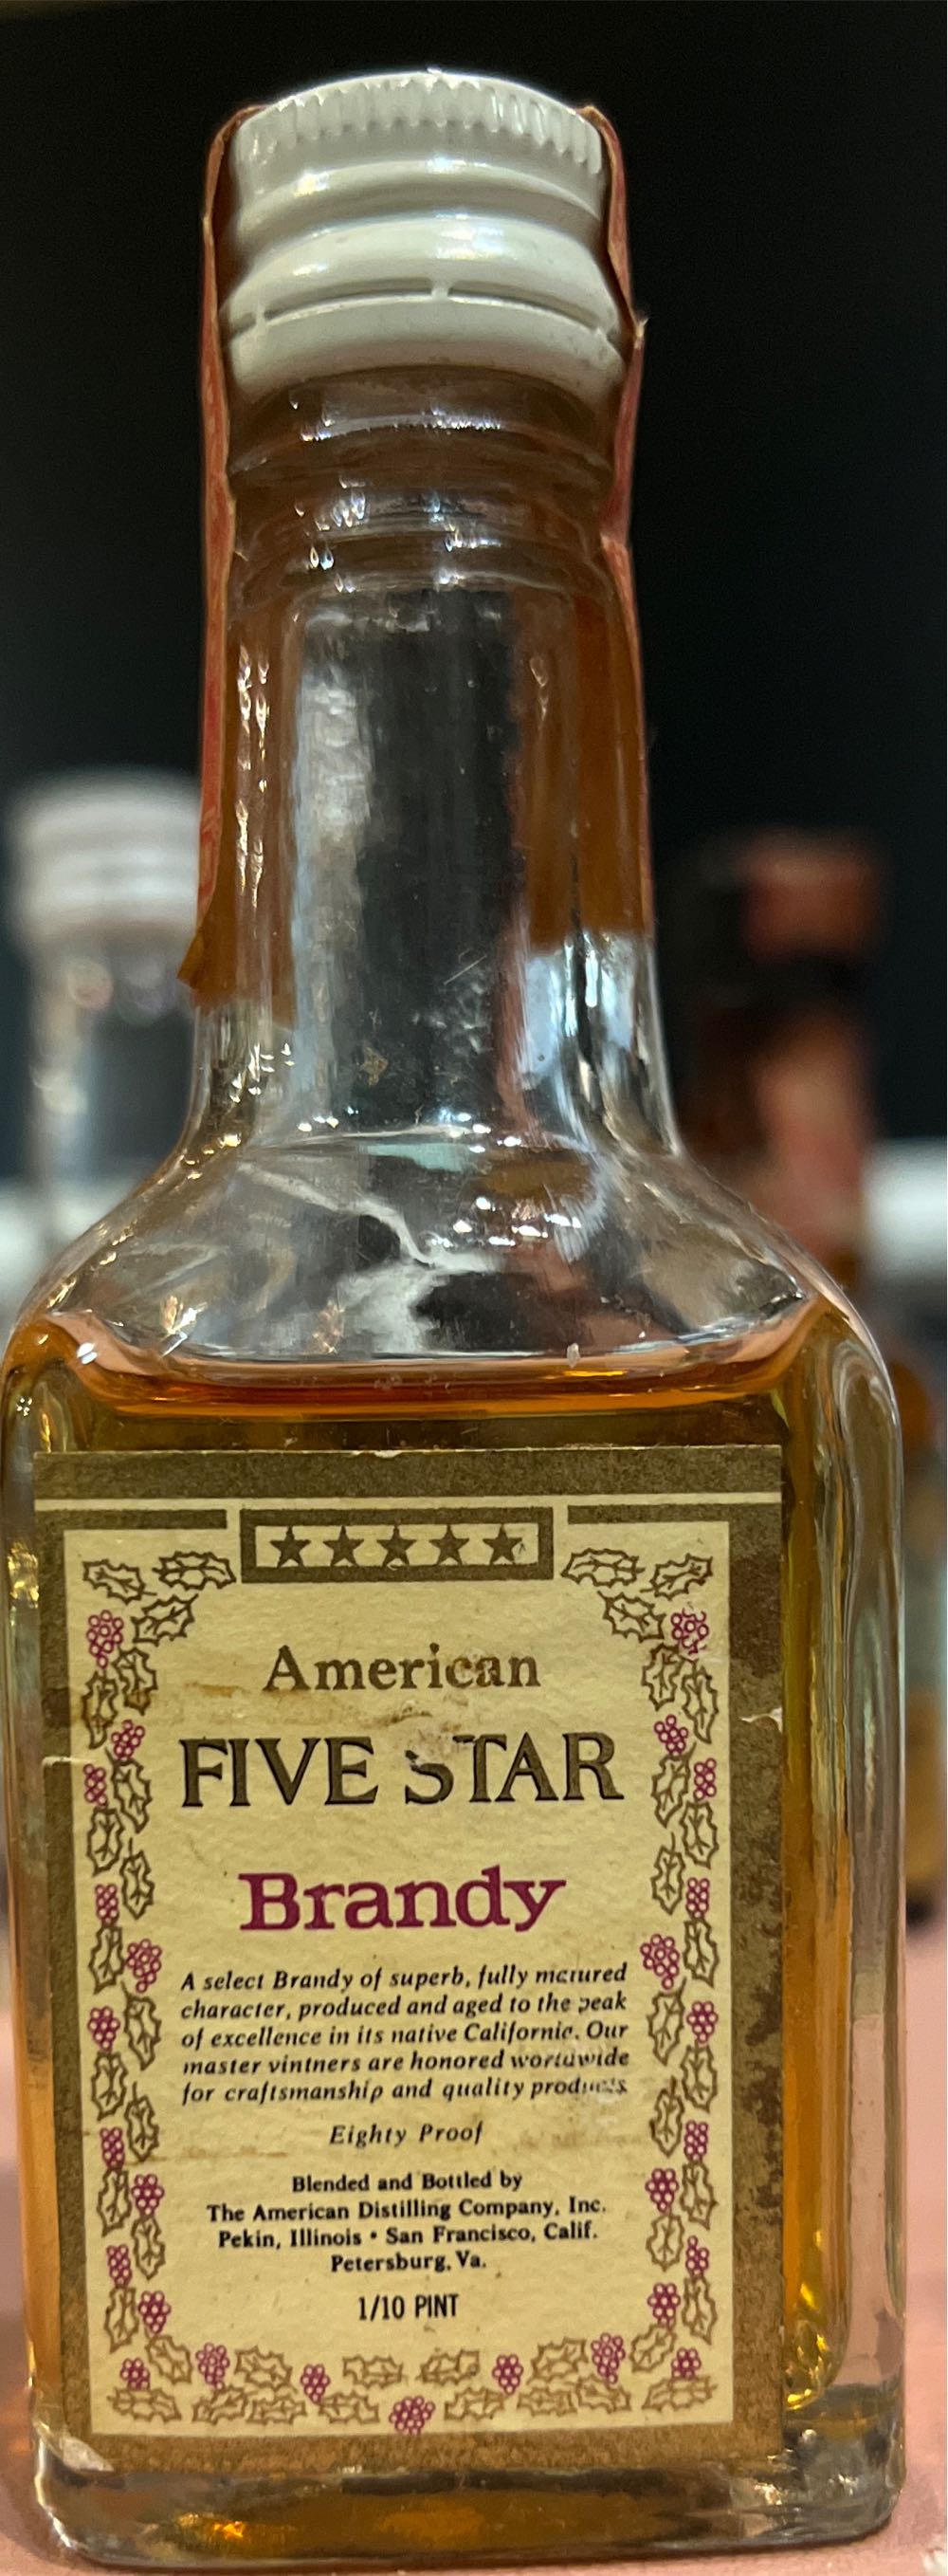 American
FIVE STAR
Brandy
A select Brandy of superb, fully matured
character, produced and aged to the peak
of excellence in its native California. Our
master vintners are honored worldwide
for craftsmanship and quality products.
Eighty Proof
Blended and Bottled by
The American Distilling Company, Inc.
Pekin, Illinois • San Francisco, Calif.
Petersburg, Va.
1/10 PINT